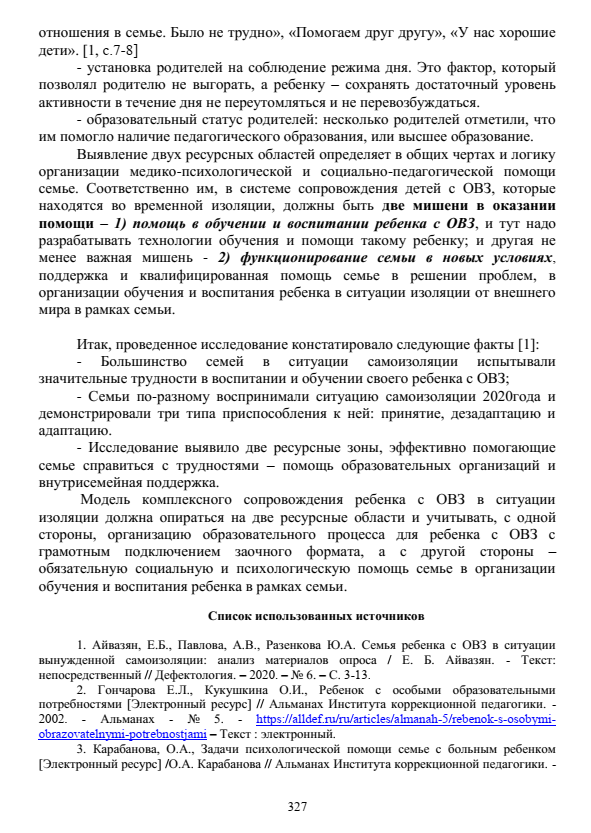 отношения в семье. Было не трудно», «Помогаем друг другу», «У нас хорошие
дети». [1, с.7-8]
- установка родителей на соблюдение режима дня. Это фактор, который
позволял родителю не выгорать, а ребенку – сохранять достаточный уровень
активности в течение дня не переутомляться и не перевозбуждаться.
- образовательный статус родителей: несколько родителей отметили, что
им помогло наличие педагогического образования, или высшее образование.
Выявление двух ресурсных областей определяет в общих чертах и логику
организации медико-психологической и социально-педагогической помощи
семье. Соответственно им, в системе сопровождения детей с ОВЗ, которые
находятся во временной изоляции, должны быть две мишени в оказании
помощи – 1) помощь в обучении и воспитании ребенка с ОВЗ, и тут надо
разрабатывать технологии обучения и помощи такому ребенку; и другая не
менее важная мишень - 2) функционирование семьи в новых условиях,
поддержка и квалифицированная помощь семье в решении проблем, в
организации обучения и воспитания ребенка в ситуации изоляции от внешнего
мира в рамках семьи.
Итак, проведенное исследование констатировало следующие факты [1]:
- Большинство семей в ситуации самоизоляции испытывали
значительные трудности в воспитании и обучении своего ребенка с ОВЗ;
- Семьи по-разному воспринимали ситуацию самоизоляции 2020года и
демонстрировали три типа приспособления к ней: принятие, дезадаптацию и
адаптацию.
- Исследование выявило две ресурсные зоны, эффективно помогающие
семье справиться с трудностями – помощь образовательных организаций и
внутрисемейная поддержка.
Модель комплексного сопровождения ребенка с ОВЗ в ситуации
изоляции должна опираться на две ресурсные области и учитывать, с одной
стороны, организацию образовательного процесса для ребенка с ОВЗ с
грамотным подключением заочного формата, а с другой стороны –
обязательную социальную и психологическую помощь семье в организации
обучения и воспитания ребенка в рамках семьи.
Список использованных источников
1. Айвазян, Е.Б., Павлова, А.В., Разенкова Ю.А. Семья ребенка с ОВЗ в ситуации
вынужденной самоизоляции: анализ материалов опроса / Е. Б. Айвазян. - Текст:
непосредственный // Дефектология. – 2020. – № 6. – С. 3-13.
2. Гончарова Е.Л., Кукушкина О.И., Ребенок с особыми образовательными
потребностями [Электронный ресурс] // Альманах Института коррекционной педагогики. -
2002. - Альманах - № 5. - https://alldef.ru/ru/articles/almanah-5/rebenok-s-osobymi-
obrazovatelnymi-potrebnostjami – Текст : электронный.
3. Карабанова, О.А., Задачи психологической помощи семье с больным ребенком
[Электронный ресурс] /О.А. Карабанова // Альманах Института коррекционной педагогики. -
327